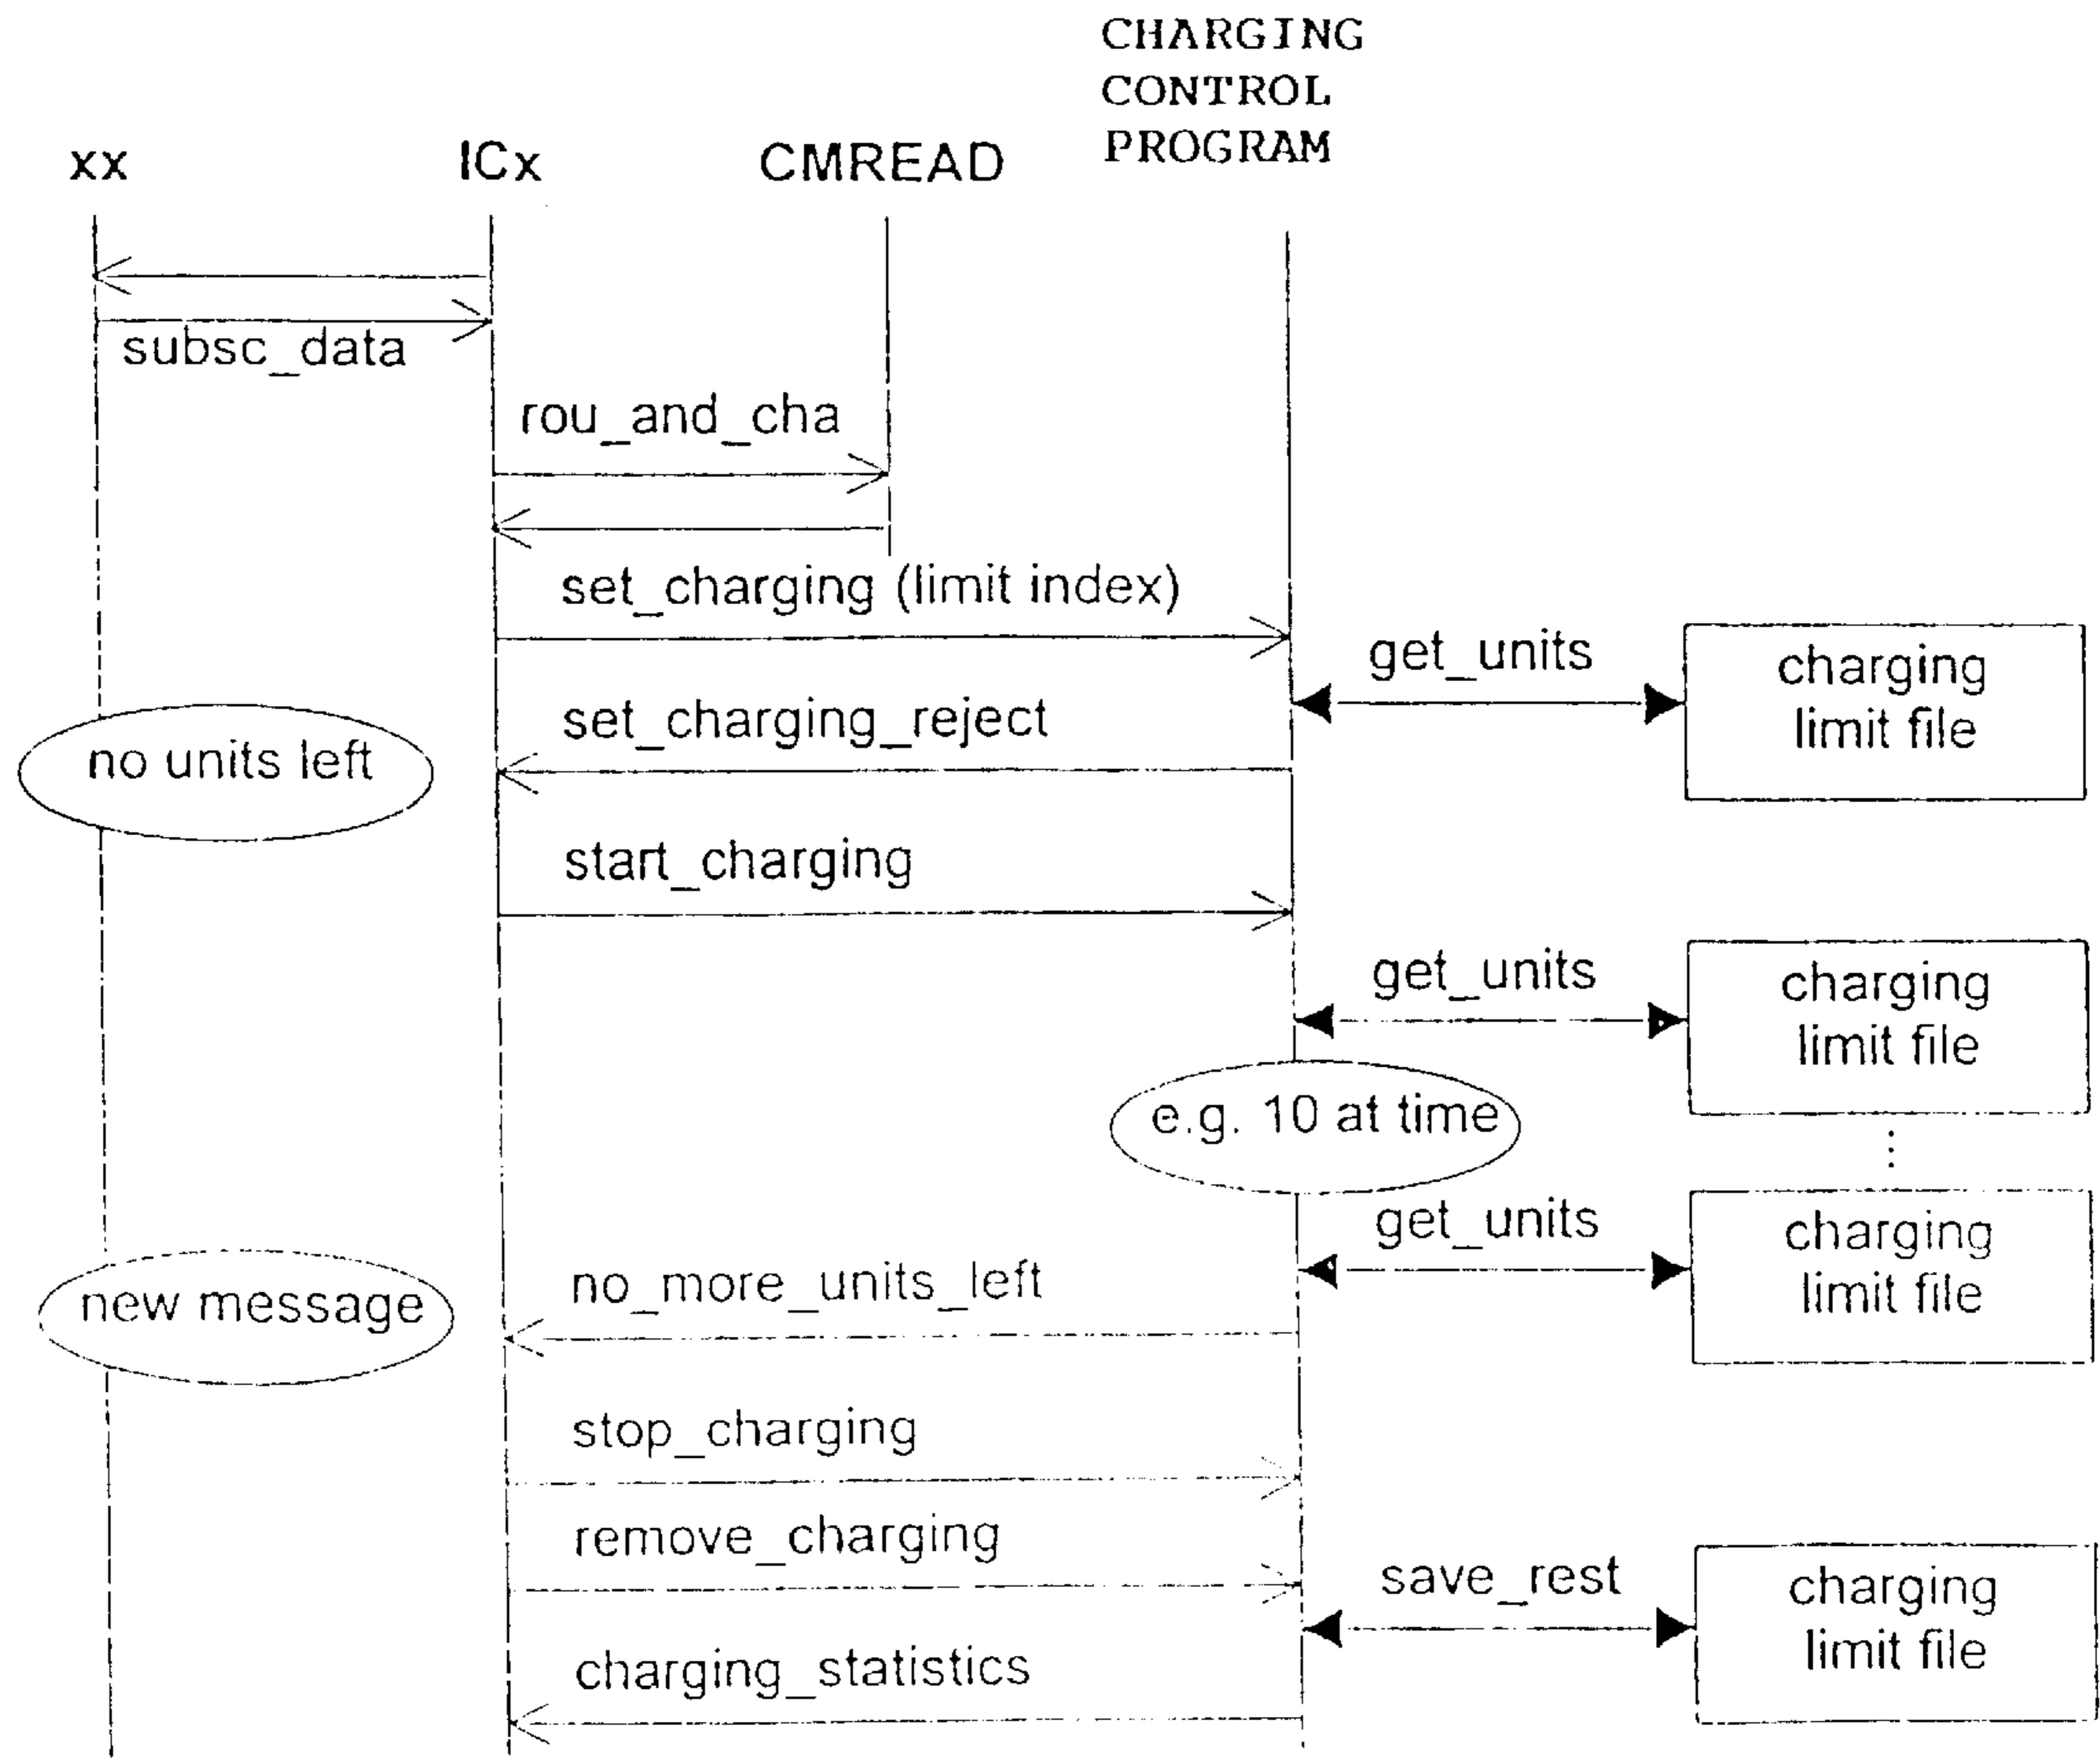 CHARGING
CONTROL
PROGRAM
xx
ICx
CMREAD
subsc_data
rou_and_cha
set_charging (limit index)
get_units
charging
limit file
set_charging_reject
no units left
start_charging
get_units
charging
limit file
e.g. 10 at time
get_units
charging
limit file
no_more_units_left
new message
stop_charging
remove_charging
save_rest
charging
limit file
charging_statistics